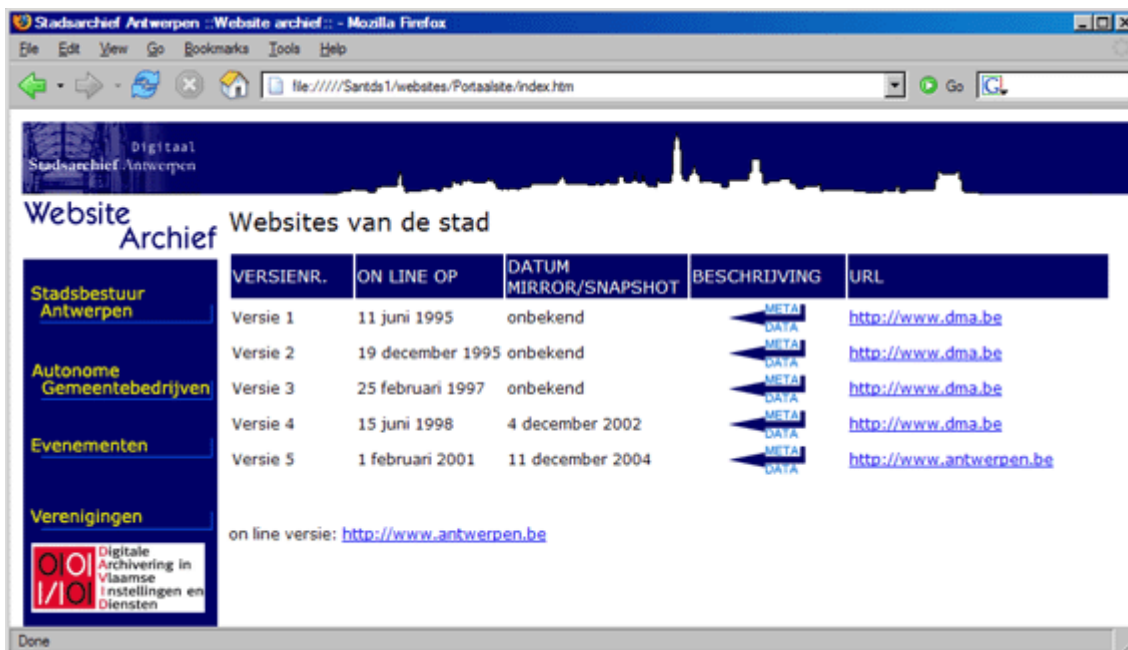 Stadsarchief Antwerpen ::Website archief:: - Mozilla Firefox
File Edit View Go Bookmarks Tools Help
file://///Santds1/websites/Portaalsite/index.htm Go G
Digitaal
Stadsarchief Antwerpen
Website
Archief
Websites van de stad
VERSIENR. ON LINE OP DATUM MIRROR/SNAPSHOT BESCHRIJVING URL
Versie 1 11 juni 1995 onbekend META DATA http://www.dma.be
Versie 2 19 december 1995 onbekend META DATA http://www.dma.be
Versie 3 25 februari 1997 onbekend META DATA http://www.dma.be
Versie 4 15 juni 1998 4 december 2002 META DATA http://www.dma.be
Versie 5 1 februari 2001 11 december 2004 META DATA http://www.antwerpen.be
on line versie: http://www.antwerpen.be
Stadsbestuur
Antwerpen
Autonome
Gemeentebedrijven
Evenementen
Verenigingen
O|O|
I/|O|
Digitale
Archivering in
Vlaamse
Instellingen en
Diensten
Done